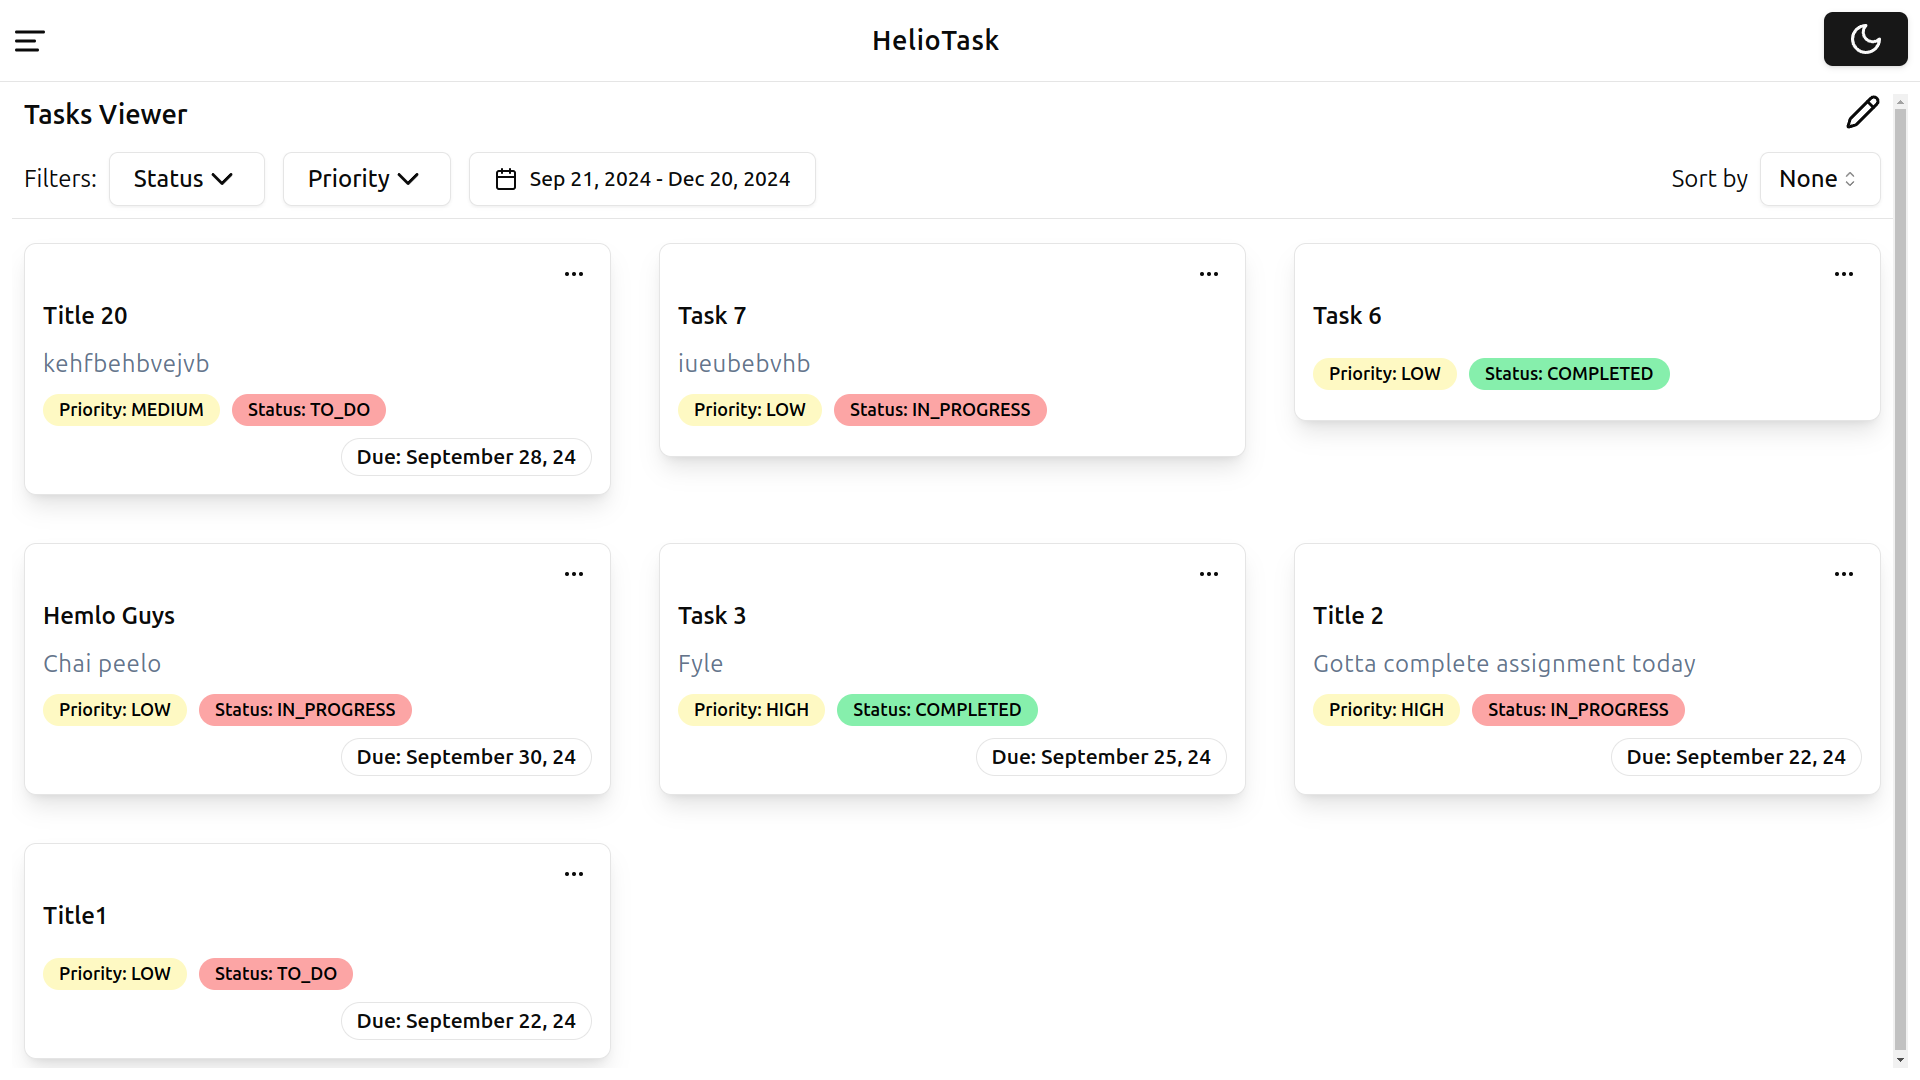 HelioTask
Tasks Viewer
Filters: Status Priority Sep 21, 2024 - Dec 20, 2024 Sort by None
Title 20
kehfbehbvejvb
Priority: MEDIUM Status: TO_DO
Due: September 28, 24
Task 7
iueubebvhb
Priority: LOW Status: IN_PROGRESS
Task 6
Priority: LOW Status: COMPLETED
Hemlo Guys
Chai peelo
Priority: LOW Status: IN_PROGRESS
Due: September 30, 24
Task 3
Fyle
Priority: HIGH Status: COMPLETED
Due: September 25, 24
Title 2
Gotta complete assignment today
Priority: HIGH Status: IN_PROGRESS
Due: September 22, 24
Title1
Priority: LOW Status: TO_DO
Due: September 22, 24